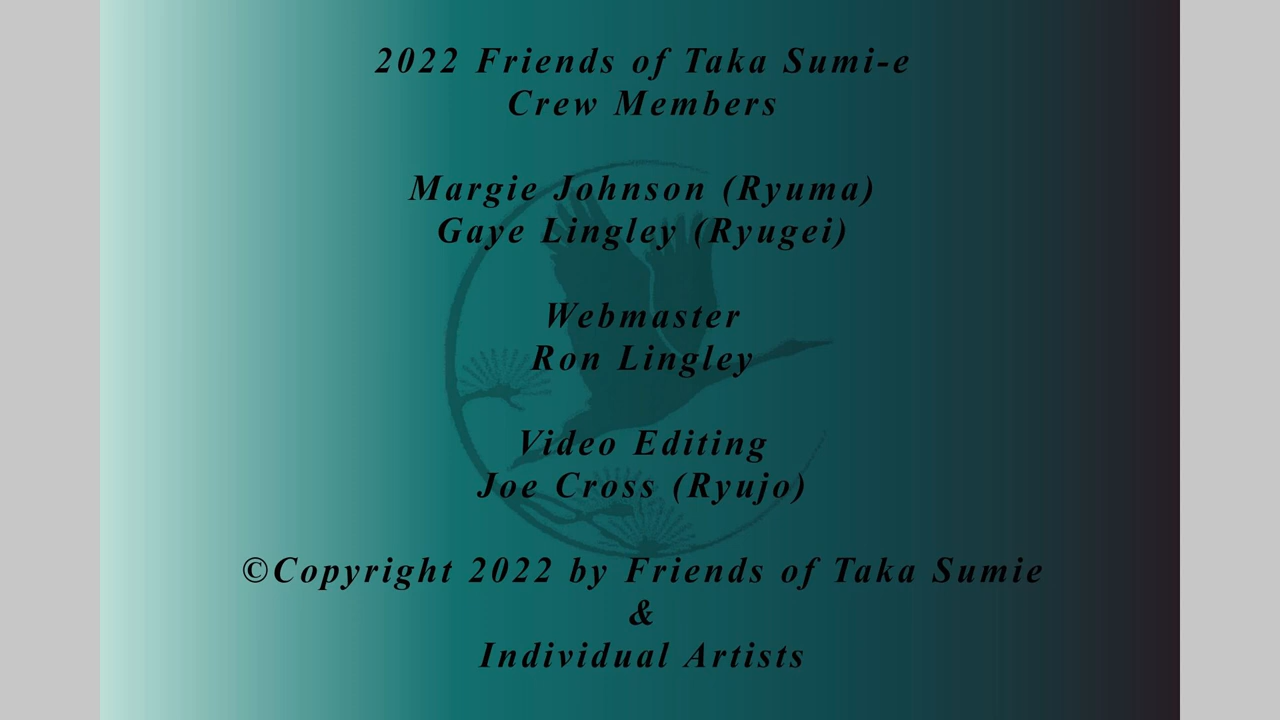 2022 Friends of Taka Sumi-e
Crew Members
Margie Johnson (Ryuma)
Gaye Lingley (Ryugei)
Webmaster
Ron Lingley
Video Editing
Joe Cross (Ryujo)
©Copyright 2022 by Friends of Taka Sumie
&
Individual Artists